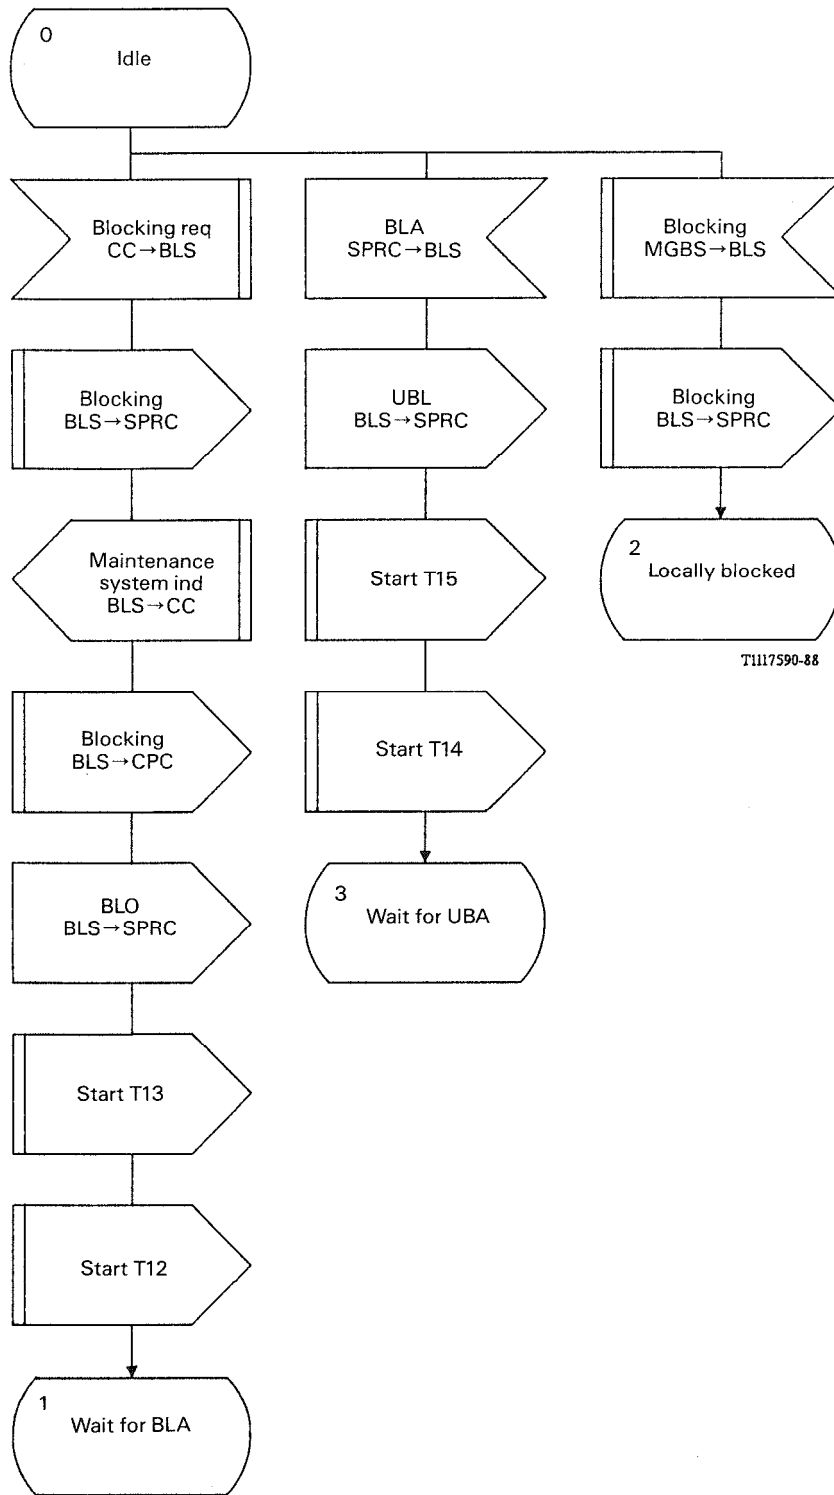 0
Idle
Blocking req
CC→BLS
BLA
SPRC→BLS
Blocking
MGBS→BLS
Blocking
BLS→SPRC
UBL
BLS→SPRC
Blocking
BLS→SPRC
Maintenance
system ind
BLS→CC
Start T15
2
Locally blocked
T1117590-88
Blocking
BLS→CPC
Start T14
BLO
BLS→SPRC
3
Wait for UBA
Start T13
Start T12
1
Wait for BLA